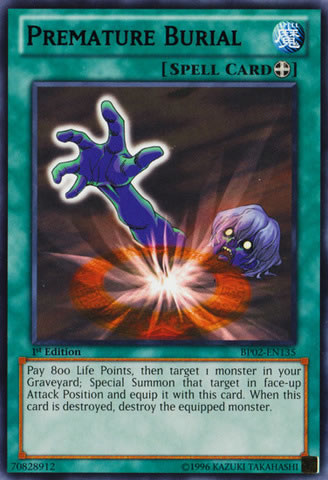 PREMATURE BURIAL
魔
[SPELL CARD]
1st Edition
BP02-EN135
Pay 800 Life Points, then target 1 monster in your
Graveyard; Special Summon that target in face-up
Attack Position and equip it with this card. When this
card is destroyed, destroy the equipped monster.
70828912
©1996 KAZUKI TAKAHASHI